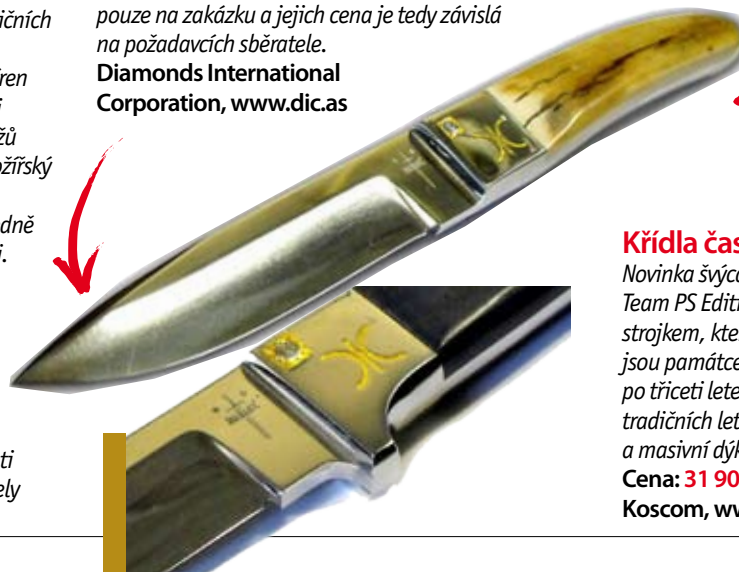 ičních
žů
dně
ti
ely
pouze na zakázku a jejich cena je tedy závislá
na požadavcích sběratele.
Diamonds International
Corporation, www.dic.as
Křídla čas
Novinka švýca
Team PS Editi
strojkem, kte
jsou památce
po třiceti lete
tradičních let
a masivní dýk
Cena: 31 90
Koscom, ww